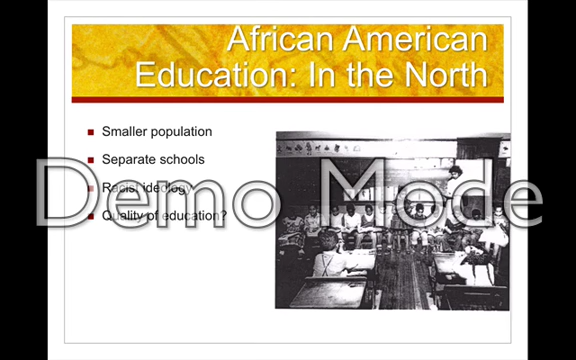 African American
Education: In the North
Smaller population
Separate schools
Racist ideology
Quality of education?
Demo Mode